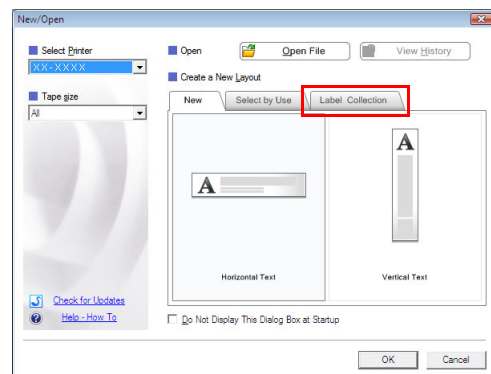 New/Open
Select Printer
XX-XXXX
Tape size
All
Check for Updates
Help - How To
Open
Open File
View History
Create a New Layout
New
Select by Use
Label Collection
A
Horizontal Text
A
Vertical Text
Do Not Display This Dialog Box at Startup
OK
Cancel